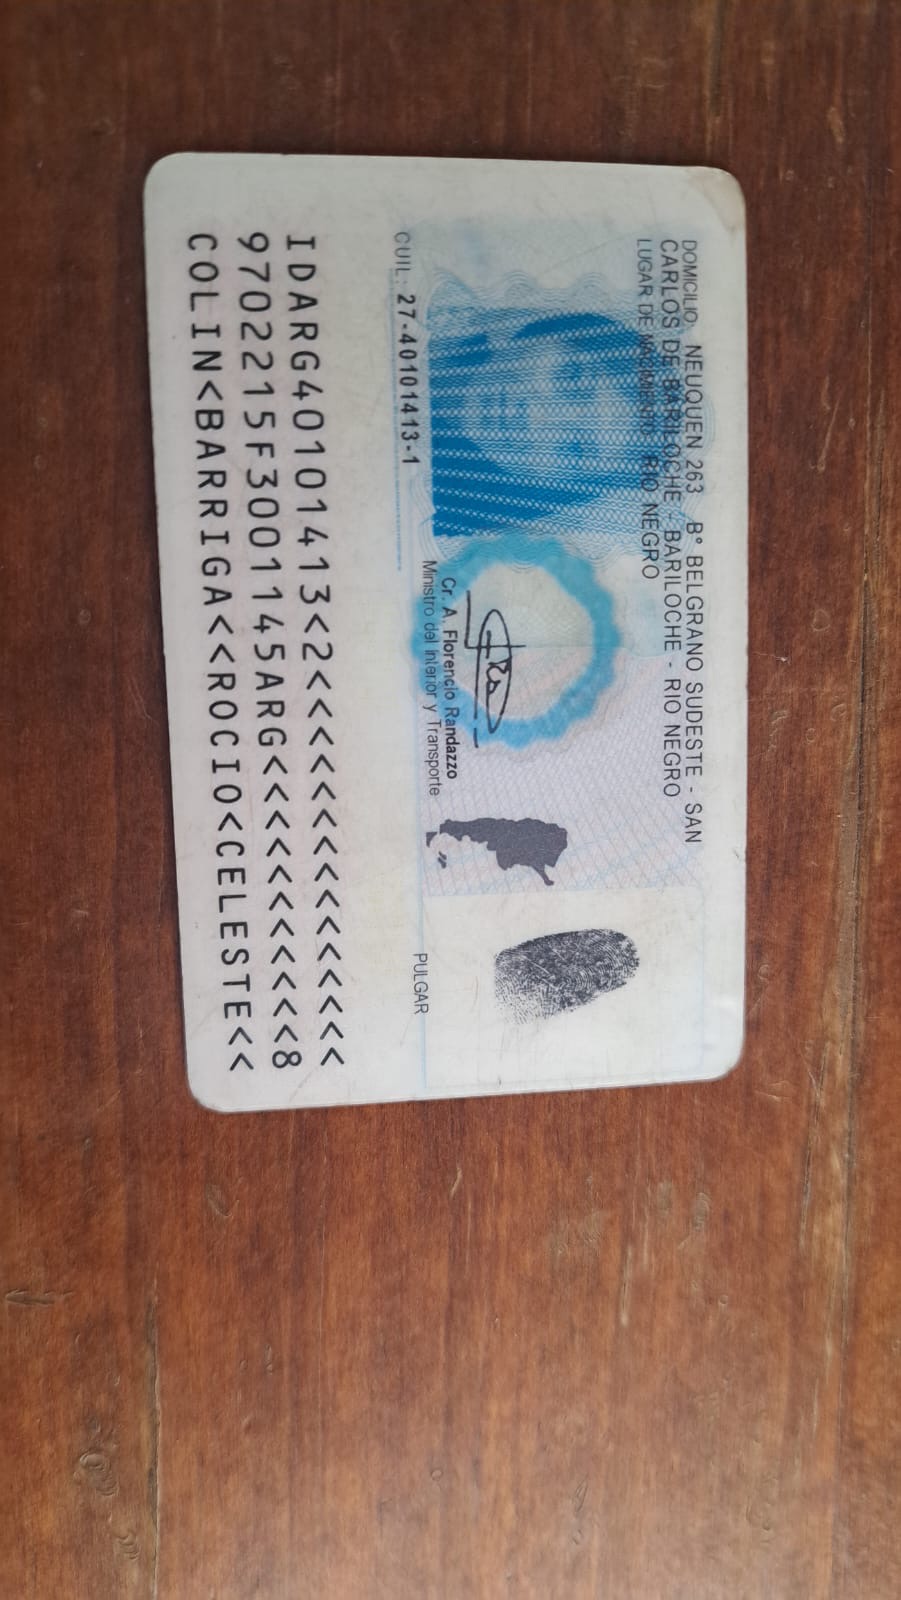 DOMICILIO: NEUQUEN 263 B° BELGRANO SUDESTE - SAN
CARLOS DE BARILOCHE - BARILOCHE - RIO NEGRO
LUGAR DE NACIMIENTO: RIO NEGRO
Cr. A. Florencio Randazzo
Ministro del Interior y Transporte
CUIL: 27-40101413-1
PULGAR
IDARG40101413<2<<<<<<<<<<<<<<<
9702215F3001145ARG<<<<<<<<<<<8
COLIN<BARRIGA<<ROCIO<CELESTE<<